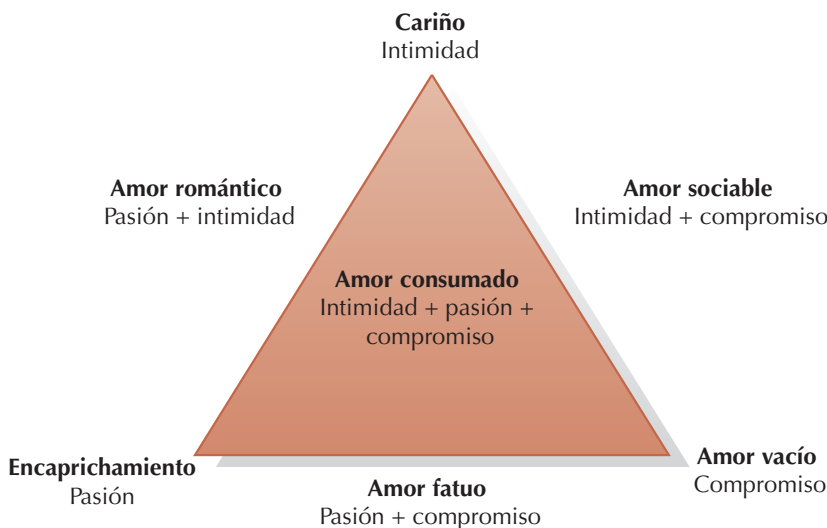 Cariño
Intimidad
Amor romántico
Pasión + intimidad
Amor sociable
Intimidad + compromiso
Amor consumado
Intimidad + pasión +
compromiso
Encaprichamiento
Pasión
Amor fatuo
Pasión + compromiso
Amor vacío
Compromiso